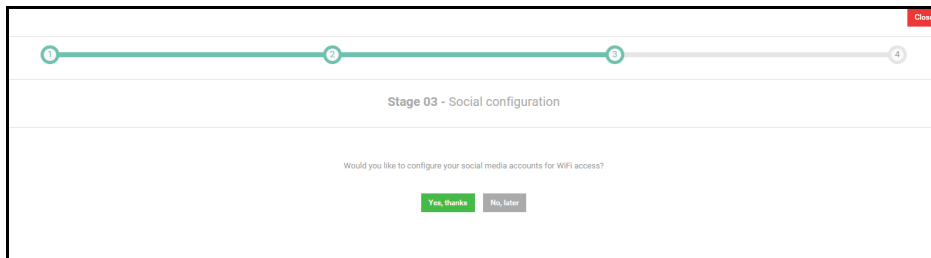 Close
1 2 3 4
Stage 03 - Social configuration
Would you like to configure your social media accounts for WiFi access?
Yes, thanks No, later